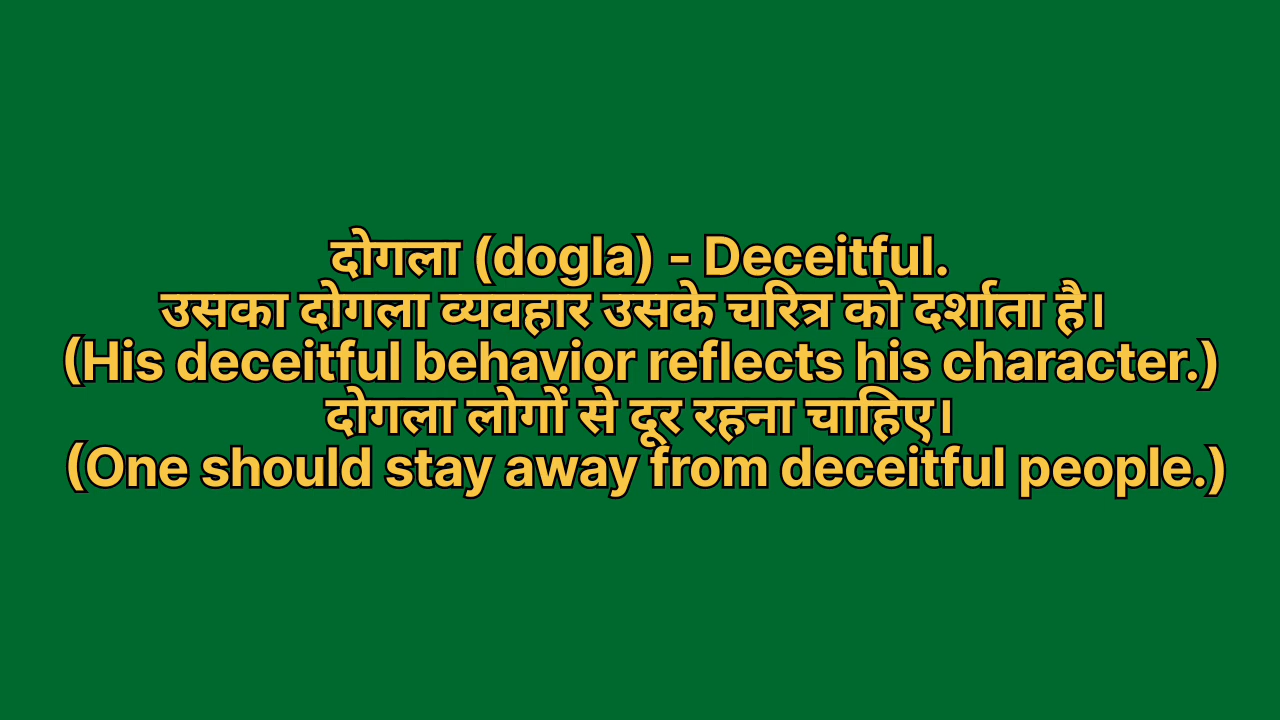 दोगला (dogla) - Deceitful.
उसका दोगला व्यवहार उसके चरित्र को दर्शाता है।
(His deceitful behavior reflects his character.)
दोगला लोगों से दूर रहना चाहिए।
(One should stay away from deceitful people.)